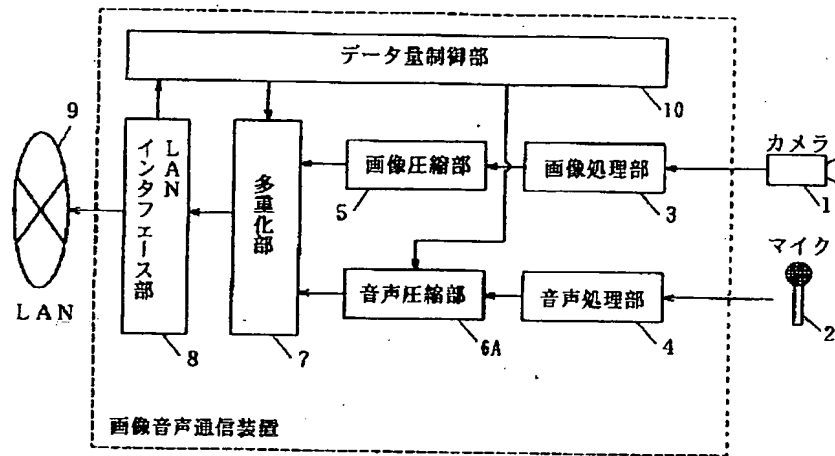 データ量制御部
10
9
LAN
LAN
インタフェース部
8
多重化部
7
画像圧縮部
5
画像処理部
3
カメラ
1
音声圧縮部
6A
音声処理部
4
マイク
2
画像音声通信装置